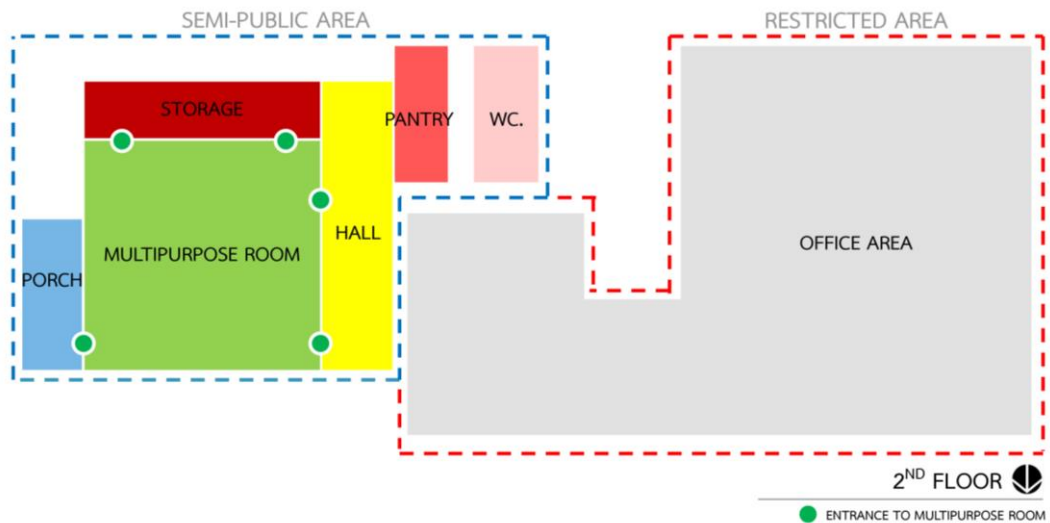 SEMI-PUBLIC AREA
RESTRICTED AREA
STORAGE
PANTRY
WC.
HALL
MULTIPURPOSE ROOM
OFFICE AREA
PORCH
2ND FLOOR
ENTRANCE TO MULTIPURPOSE ROOM